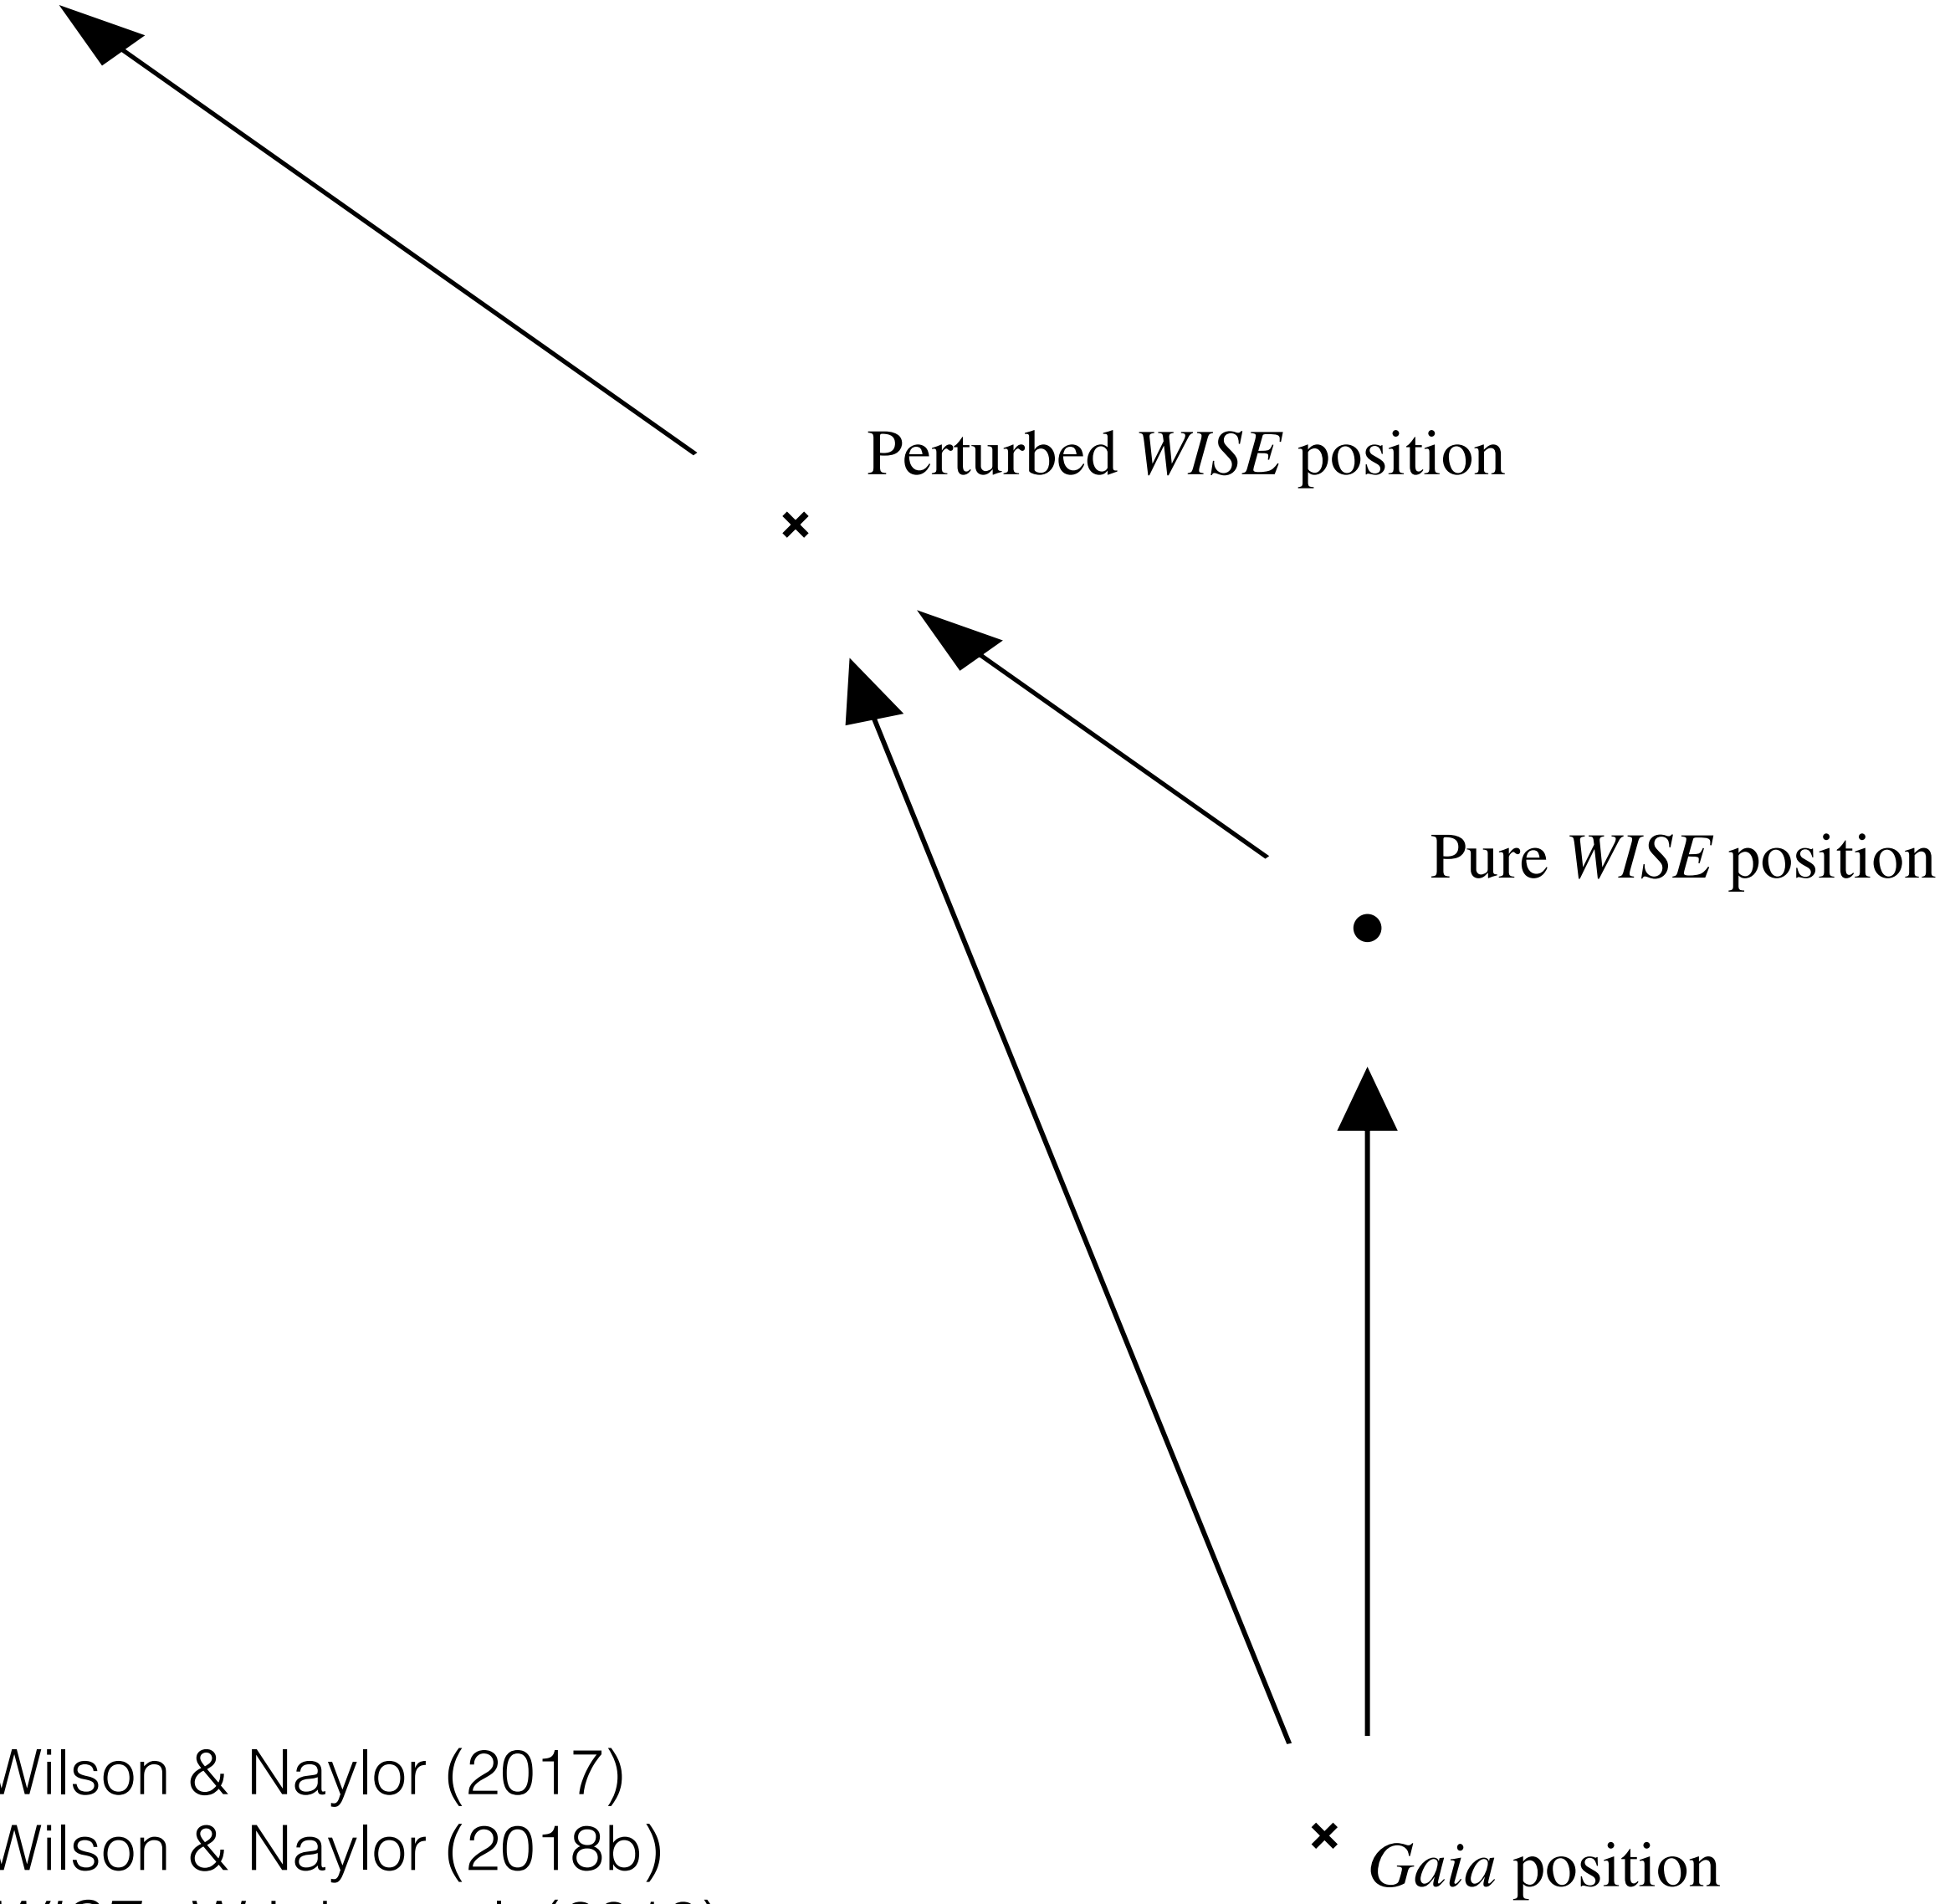 Perturbed WISE position
Pure WISE position
Wilson & Naylor (2017)
Wilson & Naylor (2018b)
Gaia position